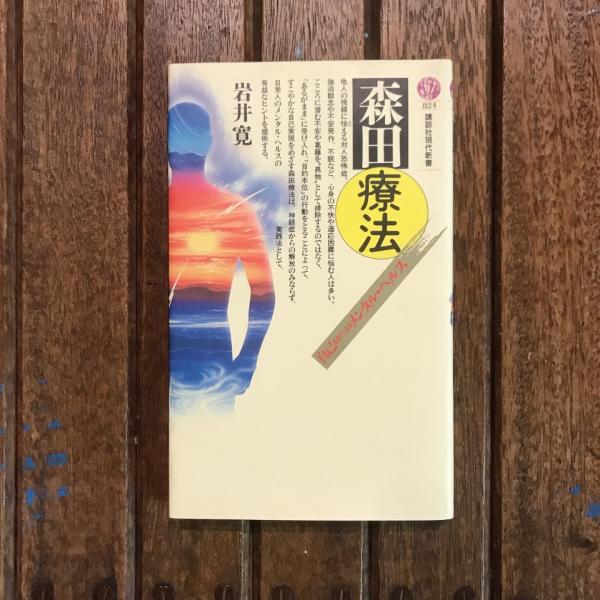 824
講談社現代新書
森田療法
メンタル・ヘルス
他人の視線に怯える対人恐怖症。
強迫観念や不安発作、不眠など、心身の不快や適応困難に悩む人は多い。
こころに潜む不安や葛藤を〝異物〟として排除するのではなく、
「あるがまま」に受け入れ、「目的本位」の行動をとることによって、
すこやかな自己実現をめざす森田療法は、神経症からの解放のみならず、
日常人のメンタル・ヘルスの
実践法として、
有益なヒントを提供する。
岩井寛